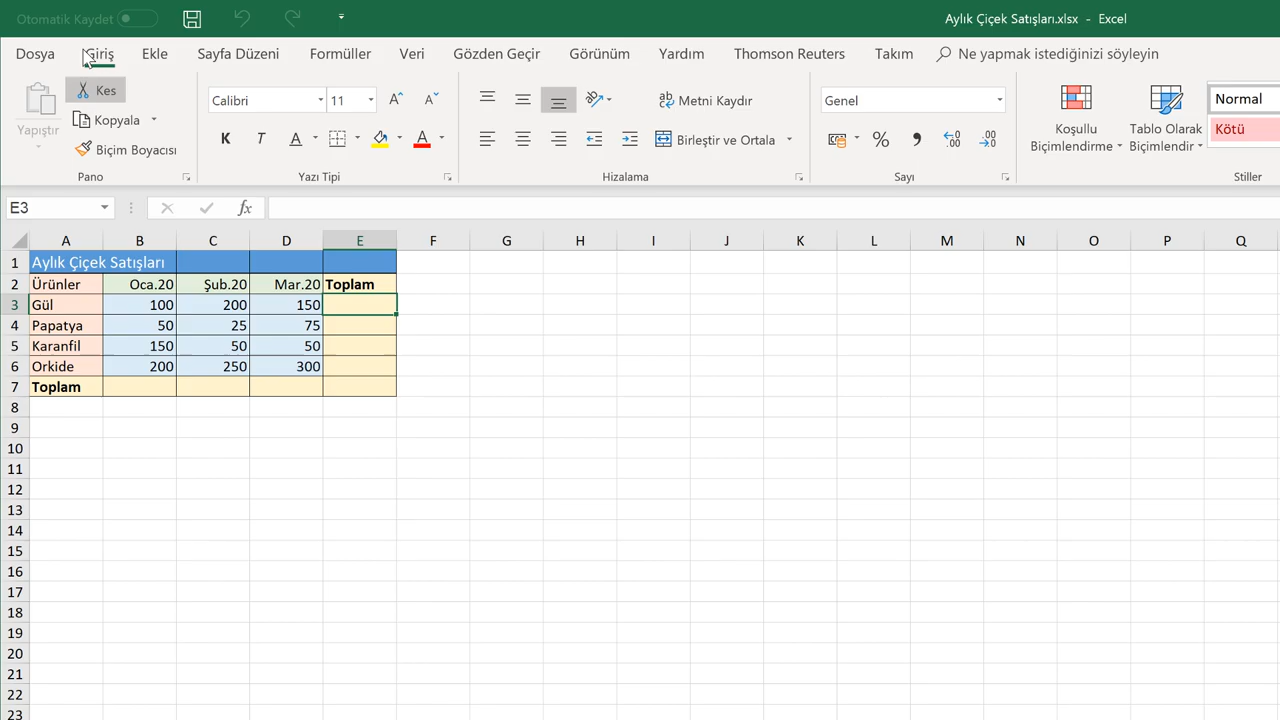 Otomatik Kaydet
Aylık Çiçek Satışları.xlsx - Excel
Dosya Giriş Ekle Sayfa Düzeni Formüller Veri Gözden Geçir Görünüm Yardım Thomson Reuters Takım Ne yapmak istediğinizi söyleyin
Yapıştır
Kes
Kopyala
Biçim Boyacısı
Pano
Calibri 11
K T A A
Yazı Tipi
ab Metni Kaydır
Birleştir ve Ortala
Hizalama
Genel
% , ,00
Sayı
Koşullu Biçimlendirme
Tablo Olarak Biçimlendir
Normal
Kötü
Stiller
E3 fx
A B C D E F G H I J K L M N O P Q
1 Aylık Çiçek Satışları
2 Ürünler Oca.20 Şub.20 Mar.20 Toplam
3 Gül 100 200 150
4 Papatya 50 25 75
5 Karanfil 150 50 50
6 Orkide 200 250 300
7 Toplam
8
9
10
11
12
13
14
15
16
17
18
19
20
21
22
23